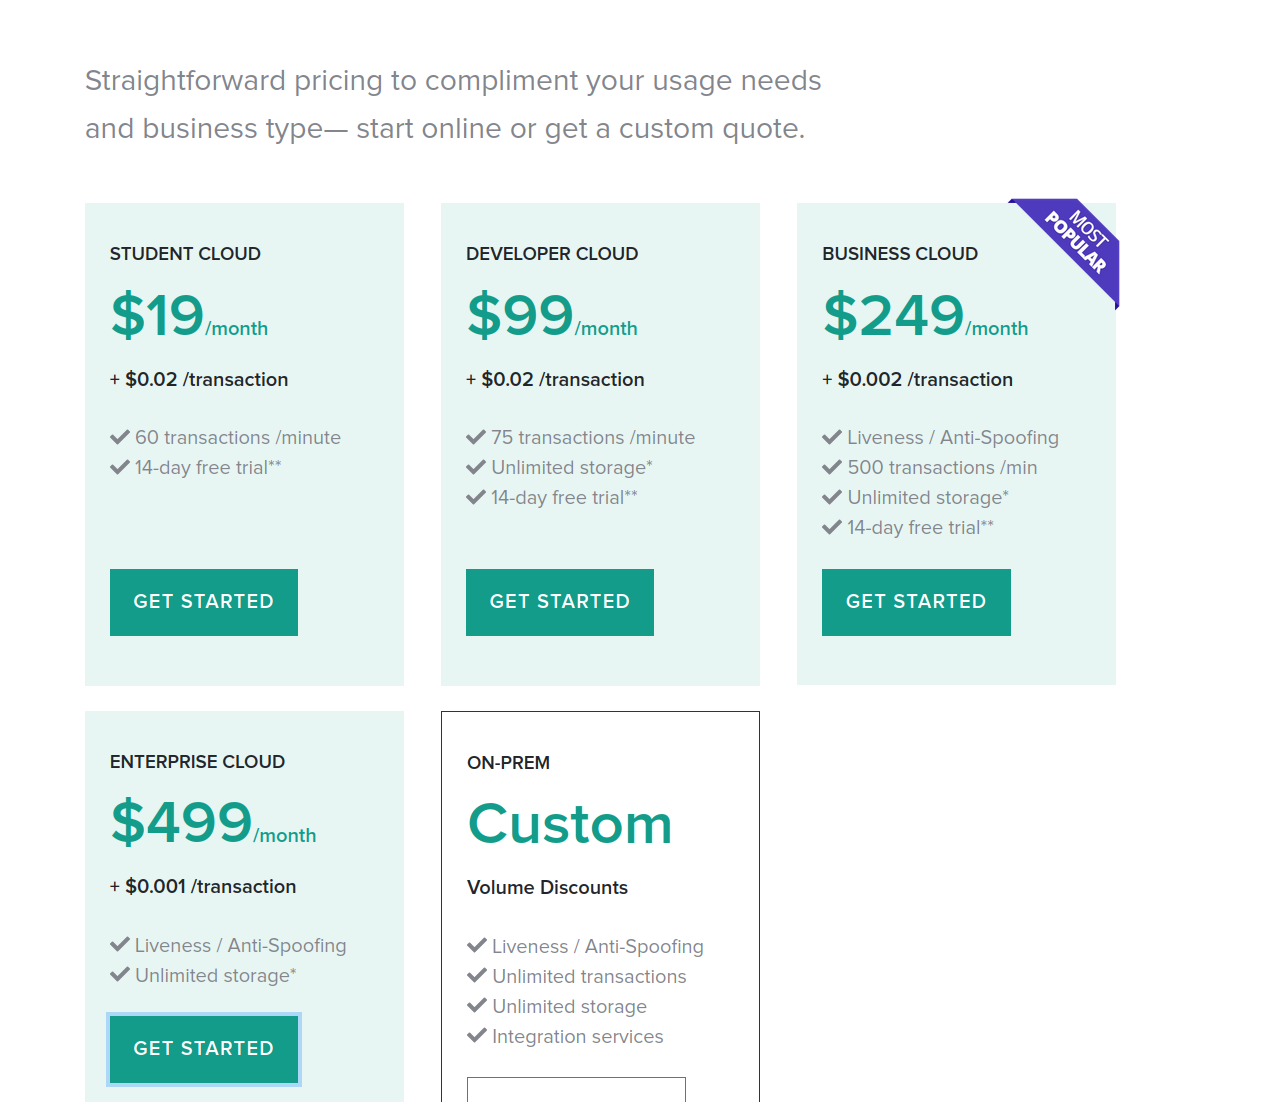 Straightforward pricing to compliment your usage needs
and business type— start online or get a custom quote.
STUDENT CLOUD
$19/month
+ $0.02 /transaction
60 transactions /minute
14-day free trial**
GET STARTED
DEVELOPER CLOUD
$99/month
+ $0.02 /transaction
75 transactions /minute
Unlimited storage*
14-day free trial**
GET STARTED
MOST
POPULAR
BUSINESS CLOUD
$249/month
+ $0.002 /transaction
Liveness / Anti-Spoofing
500 transactions /min
Unlimited storage*
14-day free trial**
GET STARTED
ENTERPRISE CLOUD
$499/month
+ $0.001 /transaction
Liveness / Anti-Spoofing
Unlimited storage*
GET STARTED
ON-PREM
Custom
Volume Discounts
Liveness / Anti-Spoofing
Unlimited transactions
Unlimited storage
Integration services